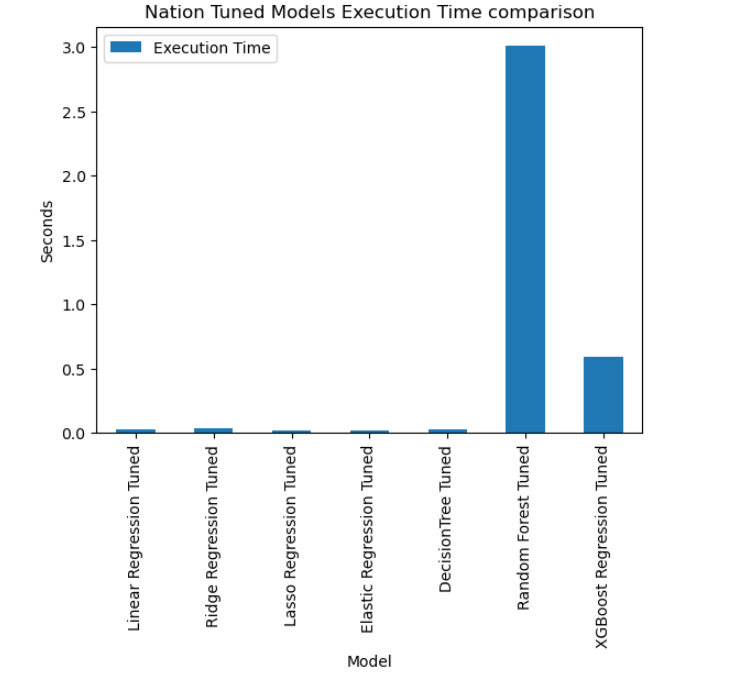 Nation Tuned Models Execution Time comparison
Execution Time
3.0
2.5
2.0
1.5
1.0
0.5
0.0
Seconds
Linear Regression Tuned
Ridge Regression Tuned
Lasso Regression Tuned
Elastic Regression Tuned
DecisionTree Tuned
Random Forest Tuned
XGBoost Regression Tuned
Model